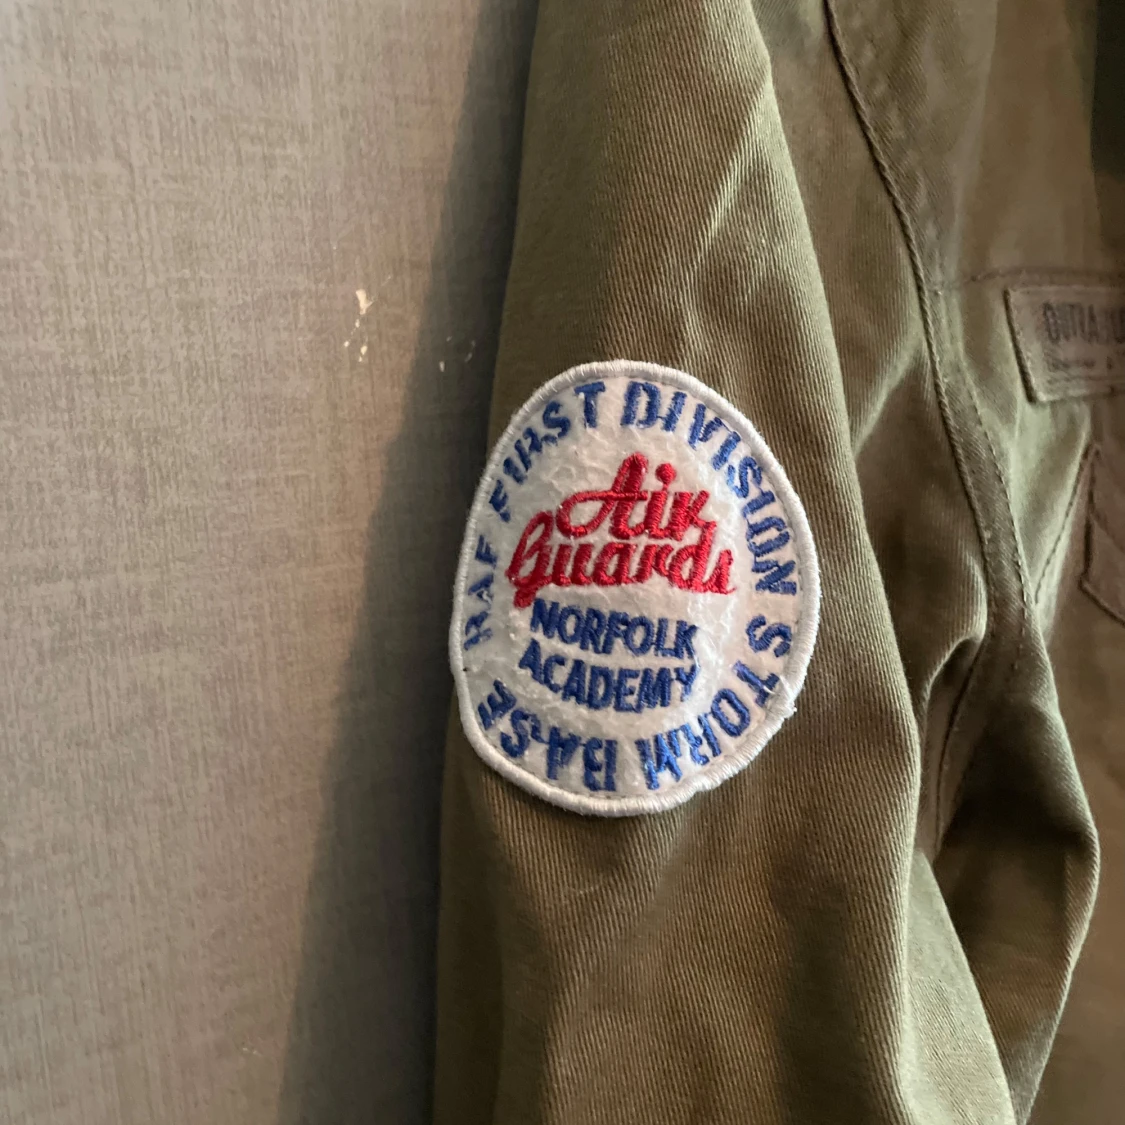 RAF FIRST DIVISION STORM BASE
Air
Guards
NORFOLK
ACADEMY